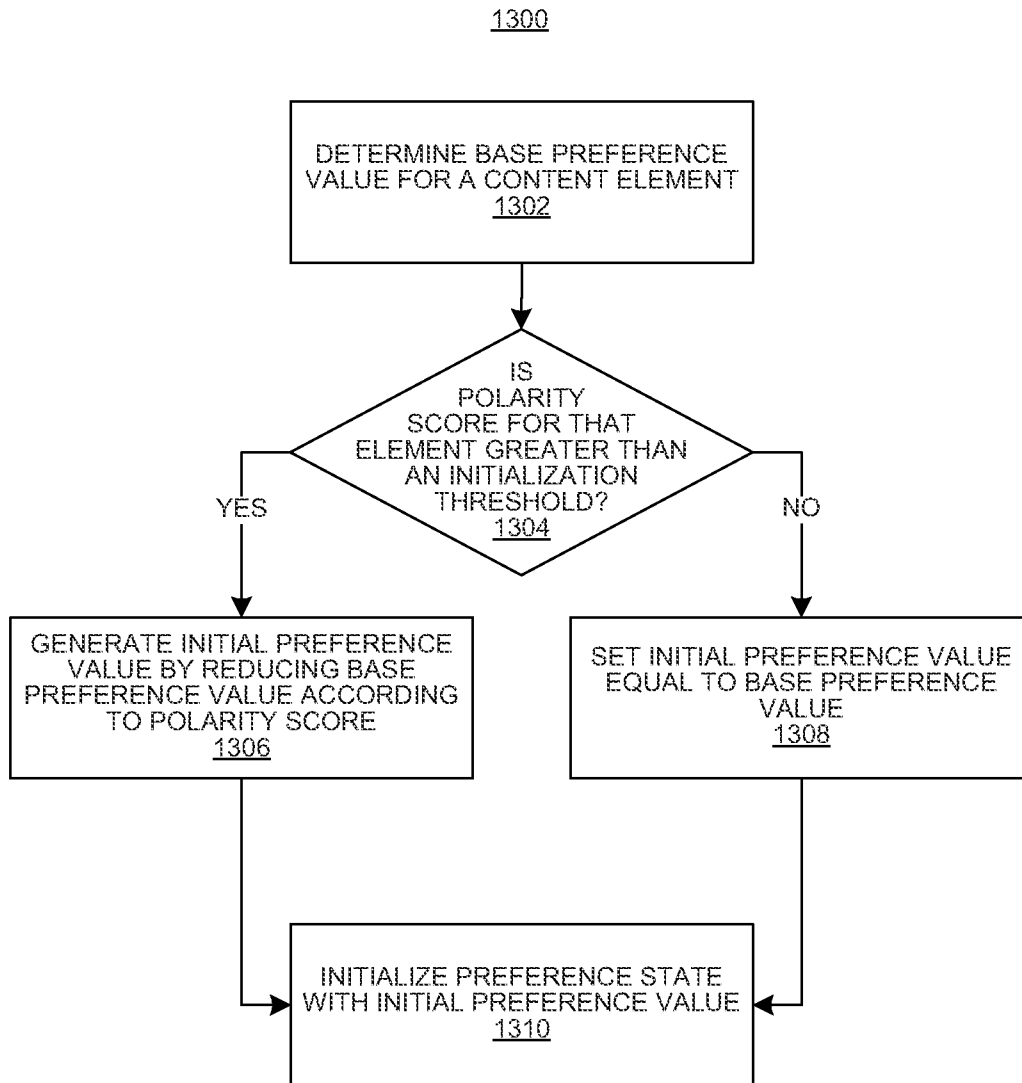 1300
DETERMINE BASE PREFERENCE
VALUE FOR A CONTENT ELEMENT
1302
IS
POLARITY
SCORE FOR THAT
ELEMENT GREATER THAN
AN INITIALIZATION
THRESHOLD?
1304
YES
NO
GENERATE INITIAL PREFERENCE
VALUE BY REDUCING BASE
PREFERENCE VALUE ACCORDING
TO POLARITY SCORE
1306
SET INITIAL PREFERENCE VALUE
EQUAL TO BASE PREFERENCE
VALUE
1308
INITIALIZE PREFERENCE STATE
WITH INITIAL PREFERENCE VALUE
1310